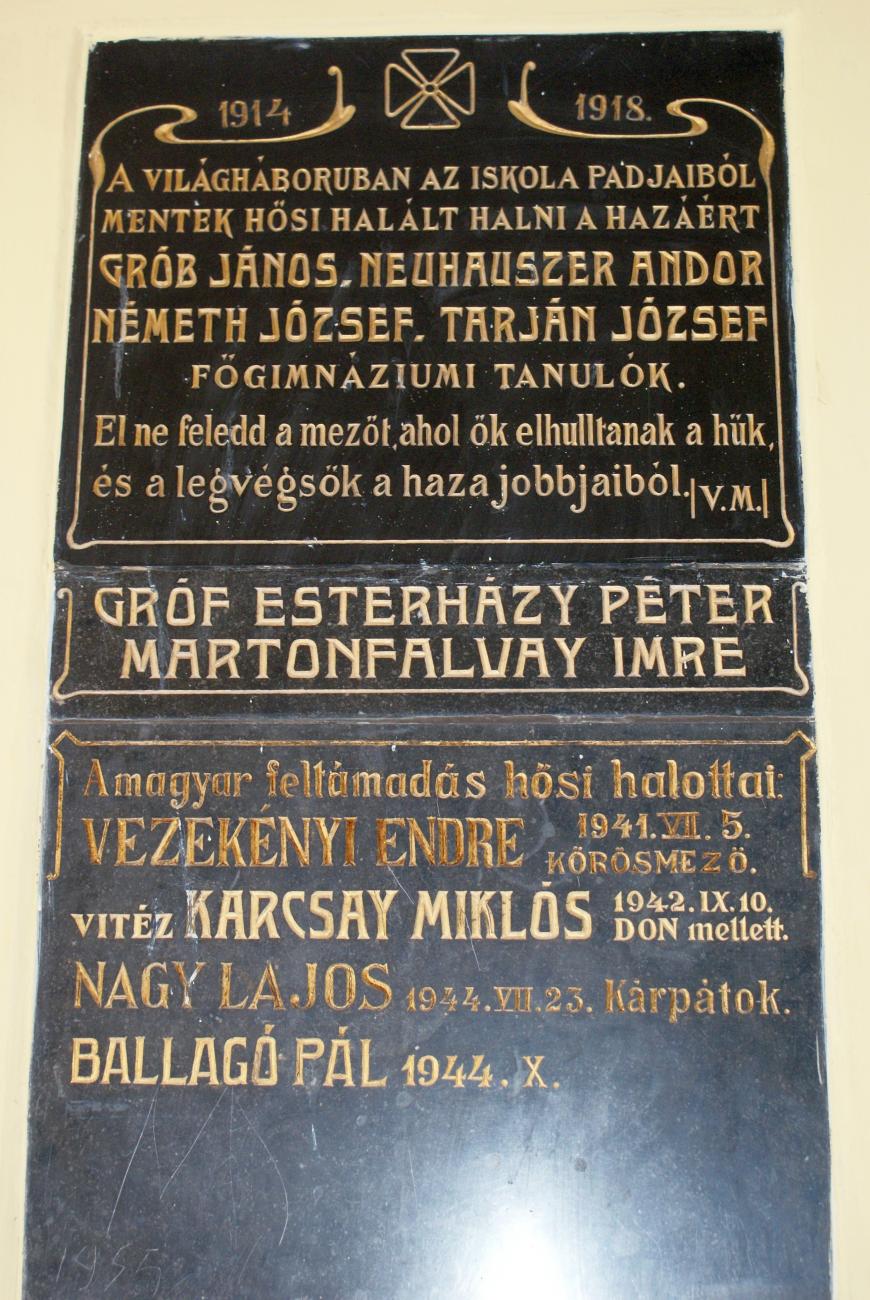 1914 1918.
A VILÁGHÁBORUBAN AZ ISKOLA PADJAIBÓL
MENTEK HŐSI HALÁLT HALNI A HAZÁÉRT
GRÓB JÁNOS, NEUHAUSZER ANDOR
NÉMETH JÓZSEF, TARJÁN JÓZSEF
FŐGIMNÁZIUMI TANULÓK.
El ne feledd a mezőt, ahol ők elhulltanak a hük,
és a legvégsők a haza jobbjaiból. |V.M.|
GRÓF ESTERHÁZY PÉTER
MARTONFALVAY IMRE
A magyar feltámadás hősi halottai:
VEZEKÉNYI ENDRE 1941.VII.5.
KÖRÖSMEZŐ.
VITÉZ KARCSAY MIKLÓS 1942.IX.10.
DON mellett.
NAGY LAJOS 1944.VII.23. Kárpátok.
BALLAGÓ PÁL 1944.X.